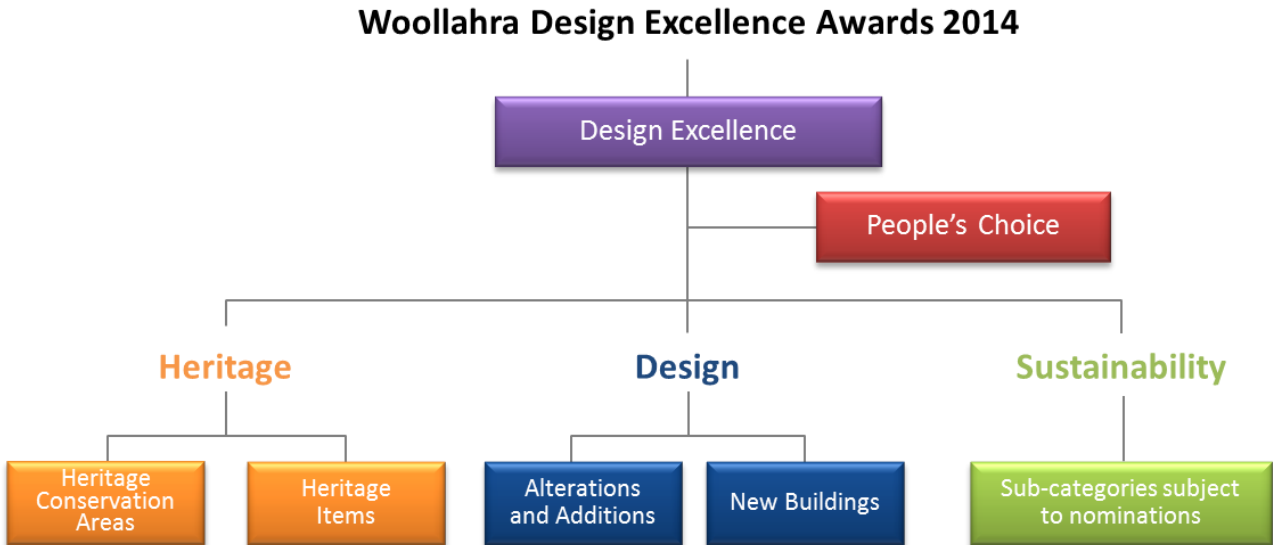 Woollahra Design Excellence Awards 2014
Design Excellence
People's Choice
Heritage
Design
Sustainability
Heritage
Conservation
Areas
Heritage
Items
Alterations
and Additions
New Buildings
Sub-categories subject
to nominations